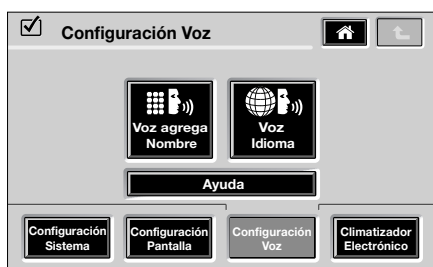 Configuración Voz
Voz agrega
Nombre
Voz
Idioma
Ayuda
Configuración
Sistema
Configuración
Pantalla
Configuración
Voz
Climatizador
Electrónico